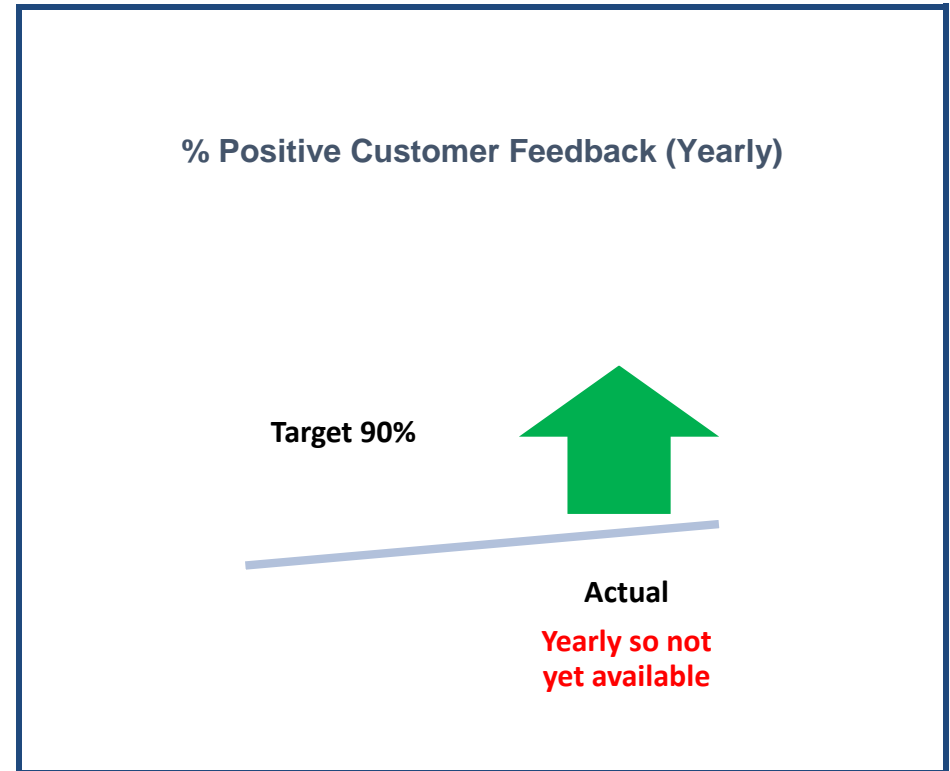 % Positive Customer Feedback (Yearly)
Target 90%
Actual
Yearly so not
yet available